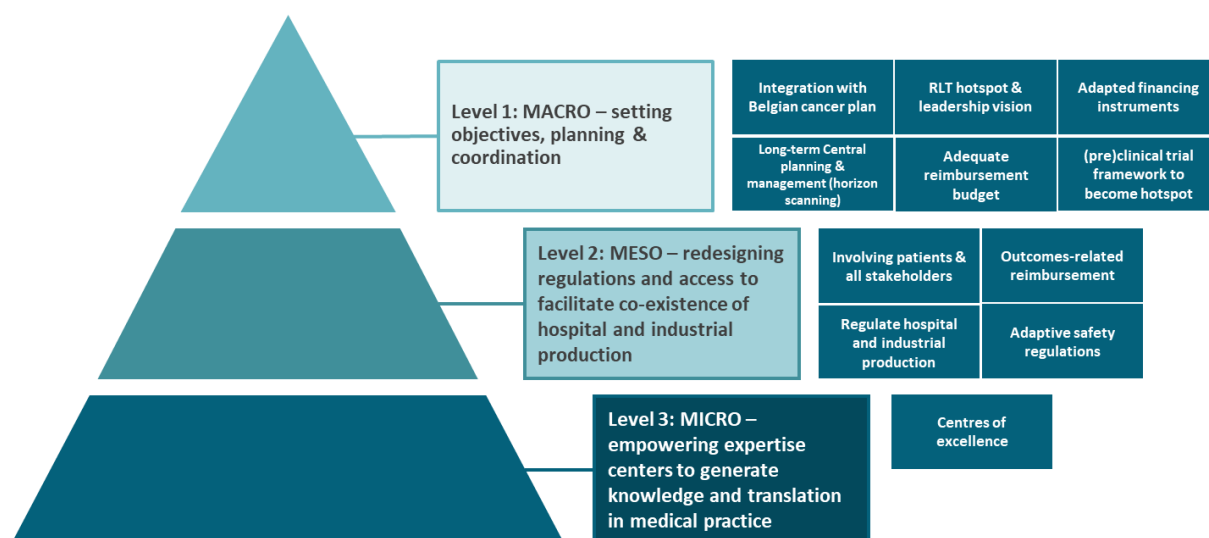 Level 1: MACRO – setting
objectives, planning &
coordination
Integration with
Belgian cancer plan
RLT hotspot &
leadership vision
Adapted financing
instruments
Long-term Central
planning &
management (horizon
scanning)
Adequate
reimbursement
budget
(pre)clinical trial
framework to
become hotspot
Level 2: MESO – redesigning
regulations and access to
facilitate co-existence of
hospital and industrial
production
Involving patients &
all stakeholders
Outcomes-related
reimbursement
Regulate hospital
and industrial
production
Adaptive safety
regulations
Level 3: MICRO –
empowering expertise
centers to generate
knowledge and translation
in medical practice
Centres of
excellence